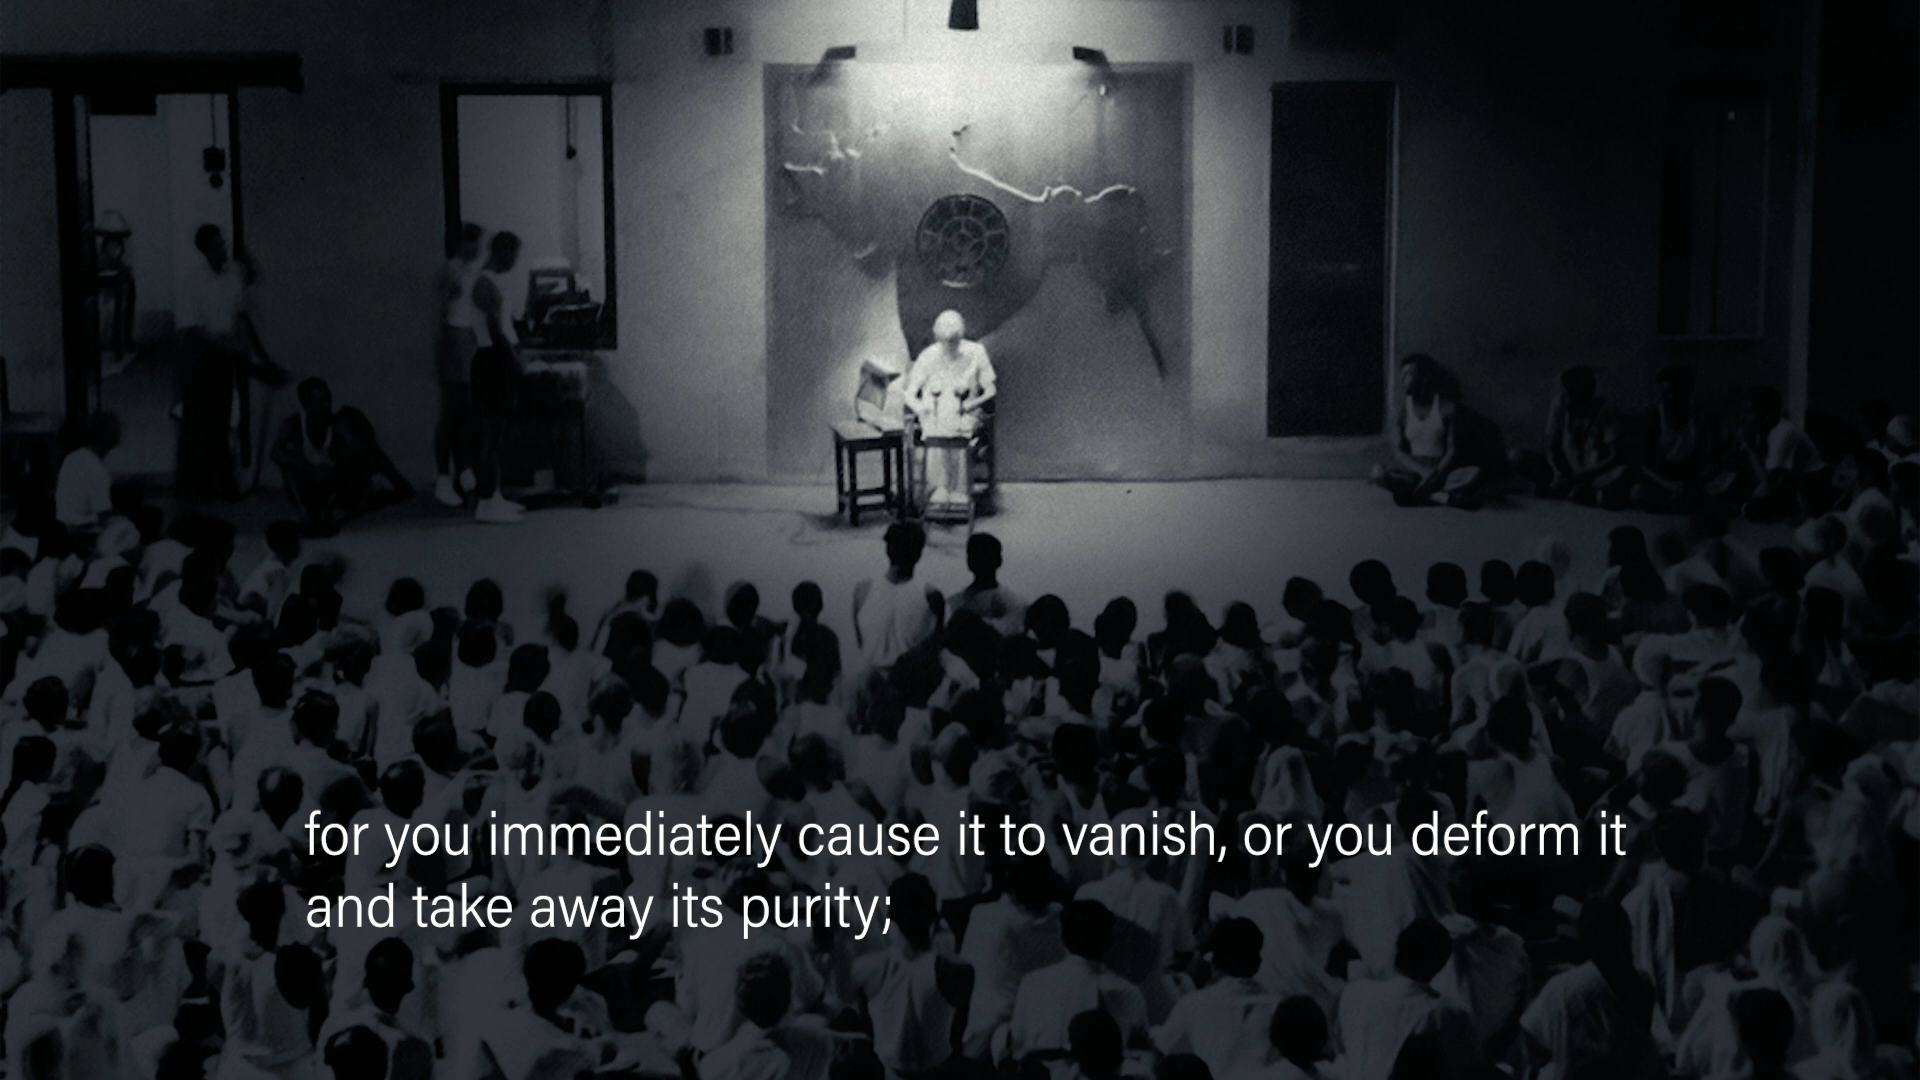 for you immediately cause it to vanish, or you deform it
and take away its purity;